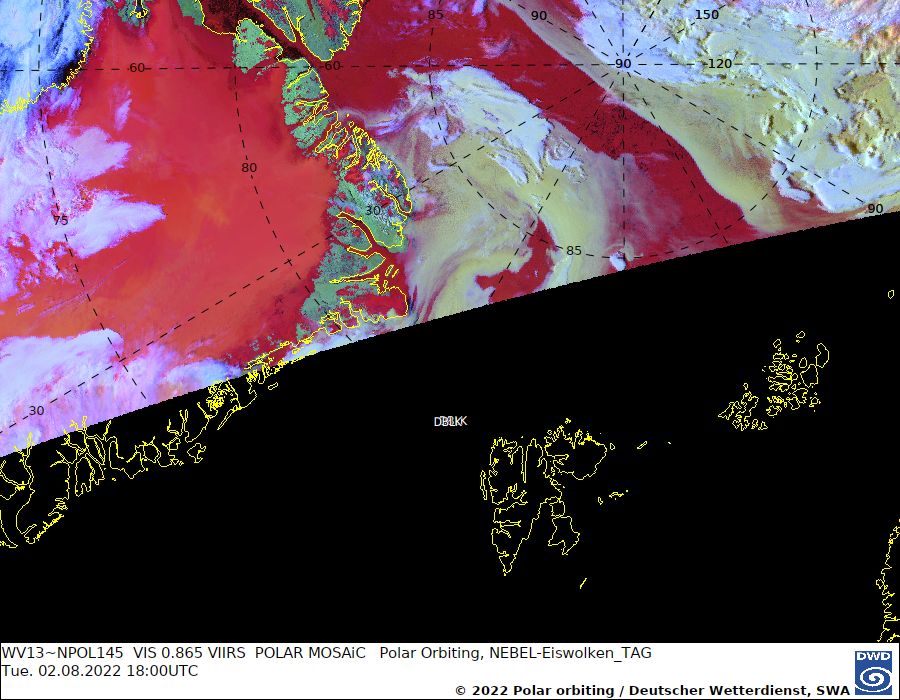 85 90 150
60 60 90 120
80
75 30 90
85
30
DBLK
WV13~NPOL145 VIS 0.865 VIIRS POLAR MOSAiC Polar Orbiting, NEBEL-Eiswolken_TAG
Tue. 02.08.2022 18:00UTC
DWD
© 2022 Polar orbiting / Deutscher Wetterdienst, SWA